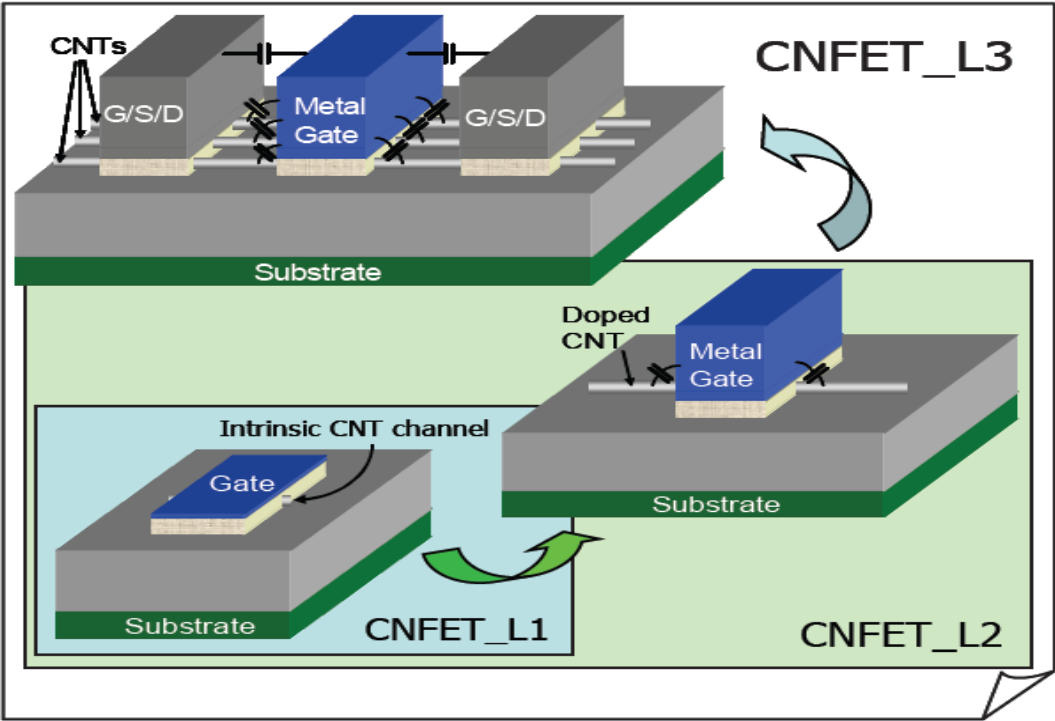 CNTs
CNFET_L3
G/S/D
Metal
Gate
G/S/D
Substrate
Doped
CNT
Metal
Gate
Intrinsic CNT channel
Gate
Substrate
Substrate
CNFET_L1
CNFET_L2